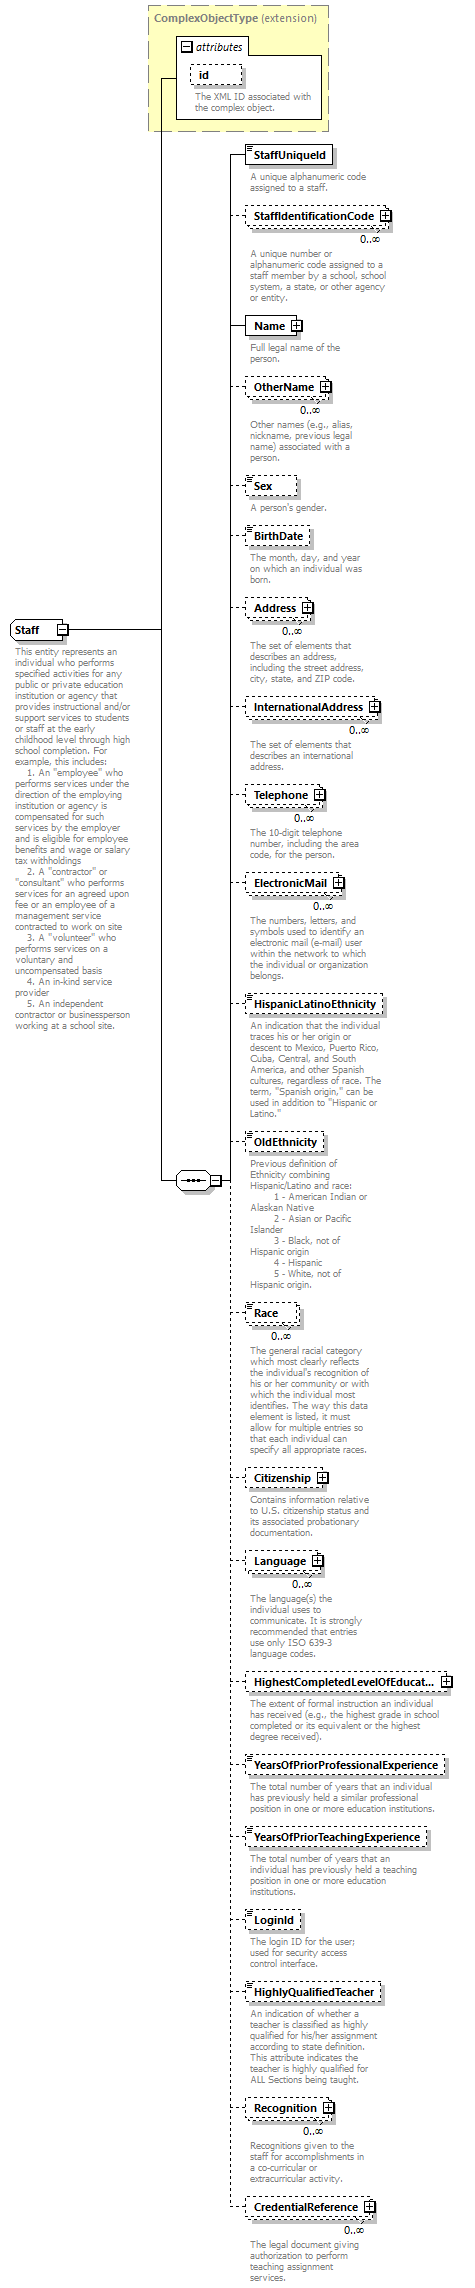 ComplexObjectType (extension)
attributes
id
The XML ID associated with
the complex object.
StaffUniqueId
A unique alphanumeric code
assigned to a staff.
StaffIdentificationCode
0..∞
A unique number or
alphanumeric code assigned to a
staff member by a school, school
system, a state, or other agency
or entity.
Name
Full legal name of the
person.
OtherName
0..∞
Other names (e.g., alias,
nickname, previous legal
name) associated with a
person.
Sex
A person's gender.
BirthDate
The month, day, and year
on which an individual was
born.
Address
0..∞
The set of elements that
describes an address,
including the street address,
city, state, and ZIP code.
Staff
This entity represents an
individual who performs
specified activities for any
public or private education
institution or agency that
provides instructional and/or
support services to students
or staff at the early
childhood level through high
school completion. For
example, this includes:
1. An "employee" who
performs services under the
direction of the employing
institution or agency is
compensated for such
services by the employer
and is eligible for employee
benefits and wage or salary
tax withholdings
2. A "contractor" or
"consultant" who performs
services for an agreed upon
fee or an employee of a
management service
contracted to work on site
3. A "volunteer" who
performs services on a
voluntary and
uncompensated basis
4. An in-kind service
provider
5. An independent
contractor or businessperson
working at a school site.
InternationalAddress
0..∞
The set of elements that
describes an international
address.
Telephone
0..∞
The 10-digit telephone
number, including the area
code, for the person.
ElectronicMail
0..∞
The numbers, letters, and
symbols used to identify an
electronic mail (e-mail) user
within the network to which
the individual or organization
belongs.
HispanicLatinoEthnicity
An indication that the individual
traces his or her origin or
descent to Mexico, Puerto Rico,
Cuba, Central, and South
America, and other Spanish
cultures, regardless of race. The
term, "Spanish origin," can be
used in addition to "Hispanic or
Latino."
OldEthnicity
Previous definition of
Ethnicity combining
Hispanic/Latino and race:
1 - American Indian or
Alaskan Native
2 - Asian or Pacific
Islander
3 - Black, not of
Hispanic origin
4 - Hispanic
5 - White, not of
Hispanic origin.
Race
0..∞
The general racial category
which most clearly reflects
the individual's recognition of
his or her community or with
which the individual most
identifies. The way this data
element is listed, it must
allow for multiple entries so
that each individual can
specify all appropriate races.
Citizenship
Contains information relative
to U.S. citizenship status and
its associated probationary
documentation.
Language
0..∞
The language(s) the
individual uses to
communicate. It is strongly
recommended that entries
use only ISO 639-3
language codes.
HighestCompletedLevelOfEducat...
The extent of formal instruction an individual
has received (e.g., the highest grade in school
completed or its equivalent or the highest
degree received).
YearsOfPriorProfessionalExperience
The total number of years that an individual
has previously held a similar professional
position in one or more education institutions.
YearsOfPriorTeachingExperience
The total number of years that an
individual has previously held a teaching
position in one or more education
institutions.
LoginId
The login ID for the user;
used for security access
control interface.
HighlyQualifiedTeacher
An indication of whether a
teacher is classified as highly
qualified for his/her assignment
according to state definition.
This attribute indicates the
teacher is highly qualified for
ALL Sections being taught.
Recognition
0..∞
Recognitions given to the
staff for accomplishments in
a co-curricular or
extracurricular activity.
CredentialReference
0..∞
The legal document giving
authorization to perform
teaching assignment
services.